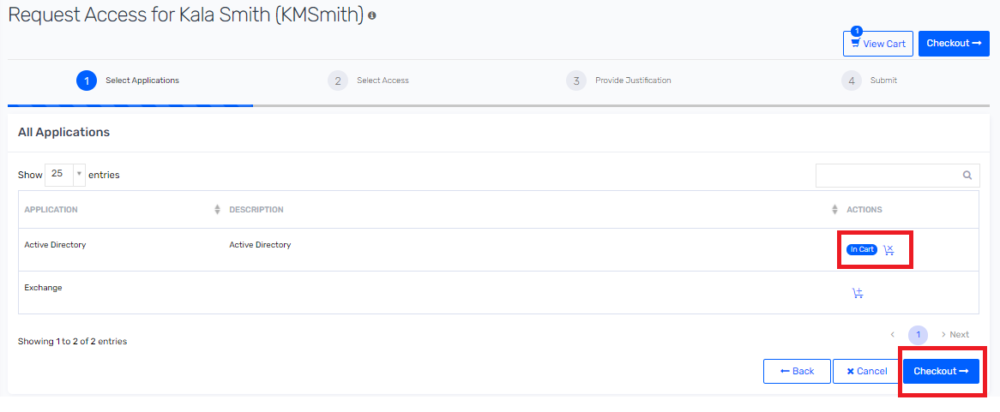 Request Access for Kala Smith (KMSmith)
1
View Cart
Checkout →
1 Select Applications
2 Select Access
3 Provide Justification
4 Submit
All Applications
Show 25 entries
APPLICATION DESCRIPTION ACTIONS
Active Directory Active Directory In Cart
Exchange
Showing 1 to 2 of 2 entries
< 1 > Next
← Back
× Cancel
Checkout →